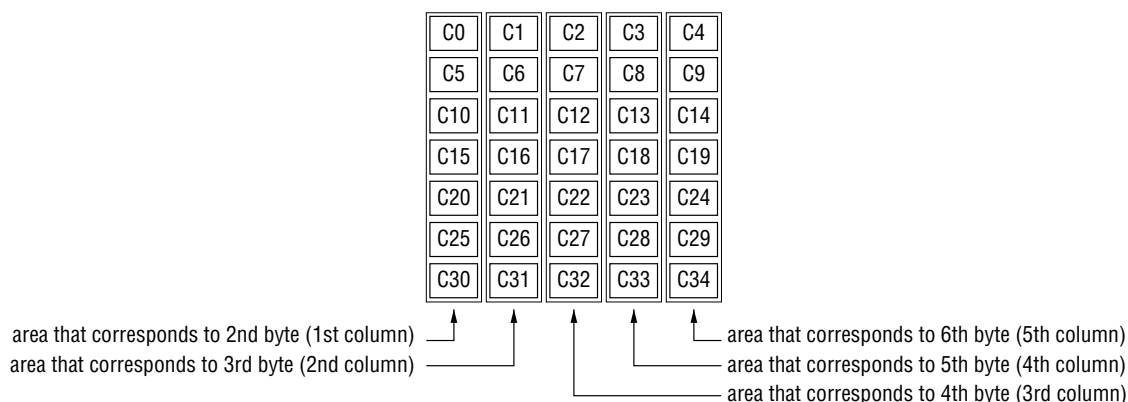 C0 C1 C2 C3 C4
C5 C6 C7 C8 C9
C10 C11 C12 C13 C14
C15 C16 C17 C18 C19
C20 C21 C22 C23 C24
C25 C26 C27 C28 C29
C30 C31 C32 C33 C34
area that corresponds to 2nd byte (1st column) area that corresponds to 6th byte (5th column)
area that corresponds to 3rd byte (2nd column) area that corresponds to 5th byte (4th column)
area that corresponds to 4th byte (3rd column)